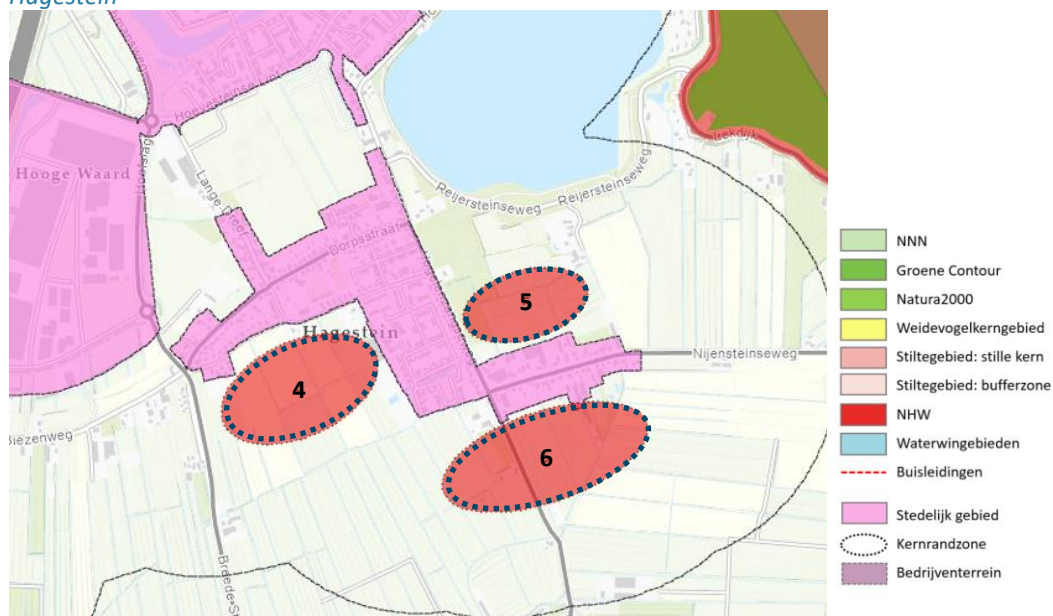 Hagestein
Hoevesteinse
Hooge Waard
Lange Dreef
Dorpsstraat
Reijersteinseweg
Reijersteinseweg
5
Hagestein
4
Nijensteinseweg
Biezenweg
6
NNN
Groene Contour
Natura2000
Weidevogelkerngebied
Stiltegebied: stille kern
Stiltegebied: bufferzone
NHW
Waterwingebieden
Buisleidingen
Stedelijk gebied
Kernrandzone
Bedrijventerrein